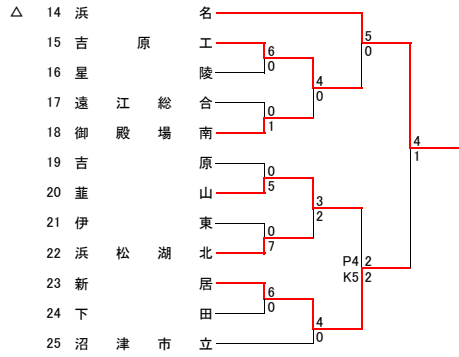 △ 14 浜名
5
15 吉原工
0
6
16 星陵
0
4
17 遠江総合
0
0
18 御殿場南
1
4
19 吉原
1
0
20 韮山
5
3
21 伊東
2
0
22 浜松湖北
7
P4 2
23 新居
K5 2
6
24 下田
0
4
25 沼津市立
0